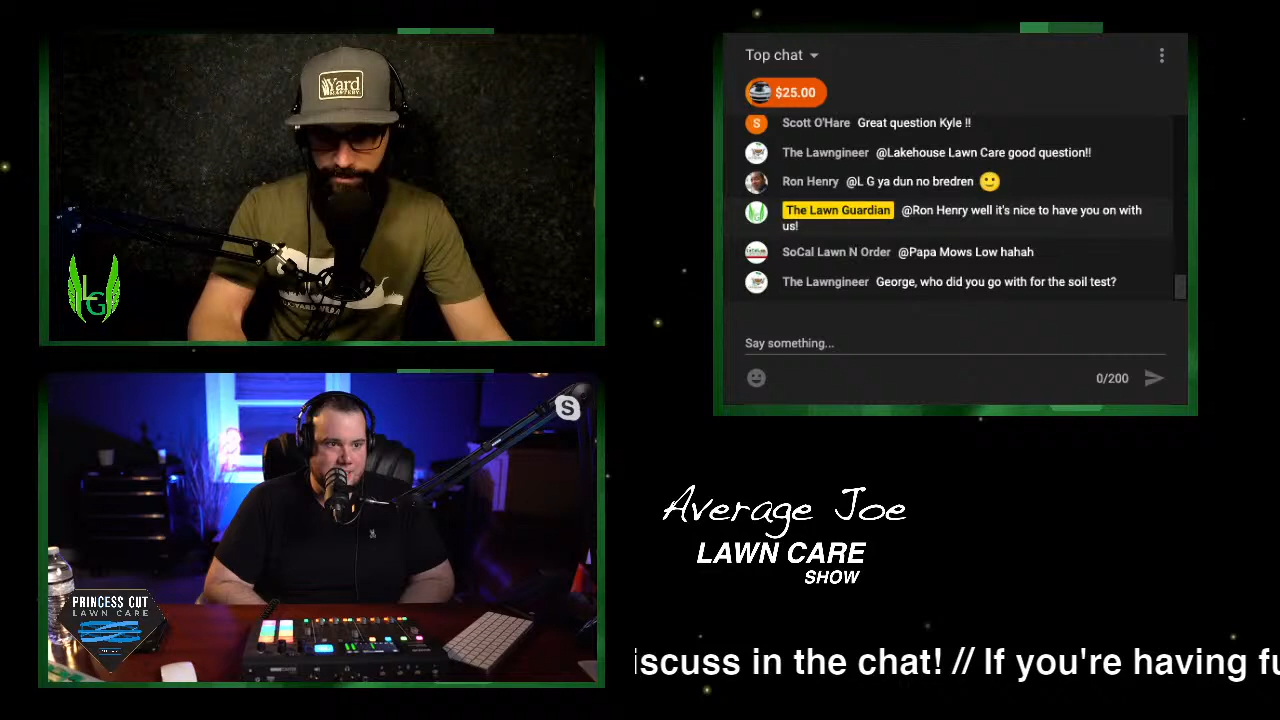 Yard
MASTERY
LG
PRINCESS CUT
LAWN CARE
S
Top chat
$25.00
S Scott O'Hare Great question Kyle !!
The Lawngineer @Lakehouse Lawn Care good question!!
Ron Henry @L G ya dun no bredren 🙂
The Lawn Guardian @Ron Henry well it's nice to have you on with
us!
SoCal Lawn N Order @Papa Mows Low hahah
The Lawngineer George, who did you go with for the soil test?
Say something...
0/200
Average Joe
LAWN CARE
SHOW
iscuss in the chat! // If you're having fu